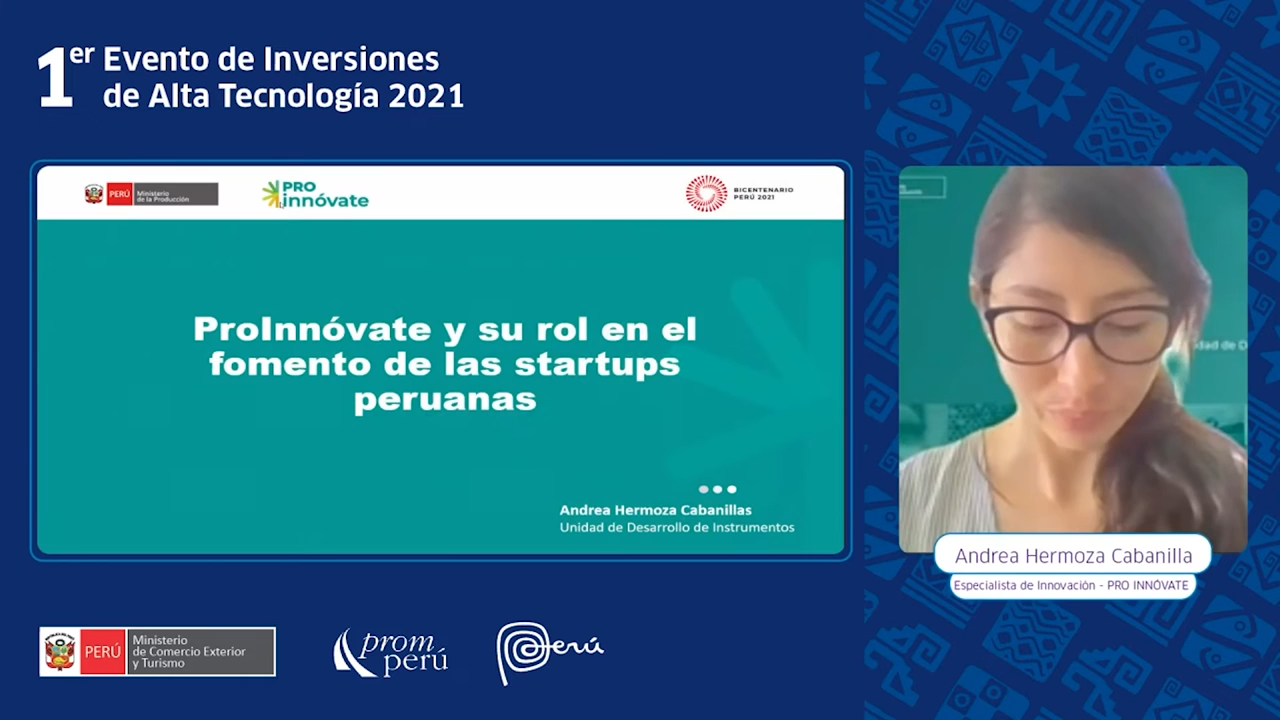 1er Evento de Inversiones
de Alta Tecnología 2021
PERÚ
Ministerio
de la Producción
PRO
innóvate
BICENTENARIO
PERÚ 2021
ProInnóvate y su rol en el
fomento de las startups
peruanas
Andrea Hermoza Cabanillas
Unidad de Desarrollo de Instrumentos
dad de D
Andrea Hermoza Cabanilla
Especialista de Innovación - PRO INNÓVATE
PERÚ
Ministerio
de Comercio Exterior
y Turismo
prom
perú
Perú